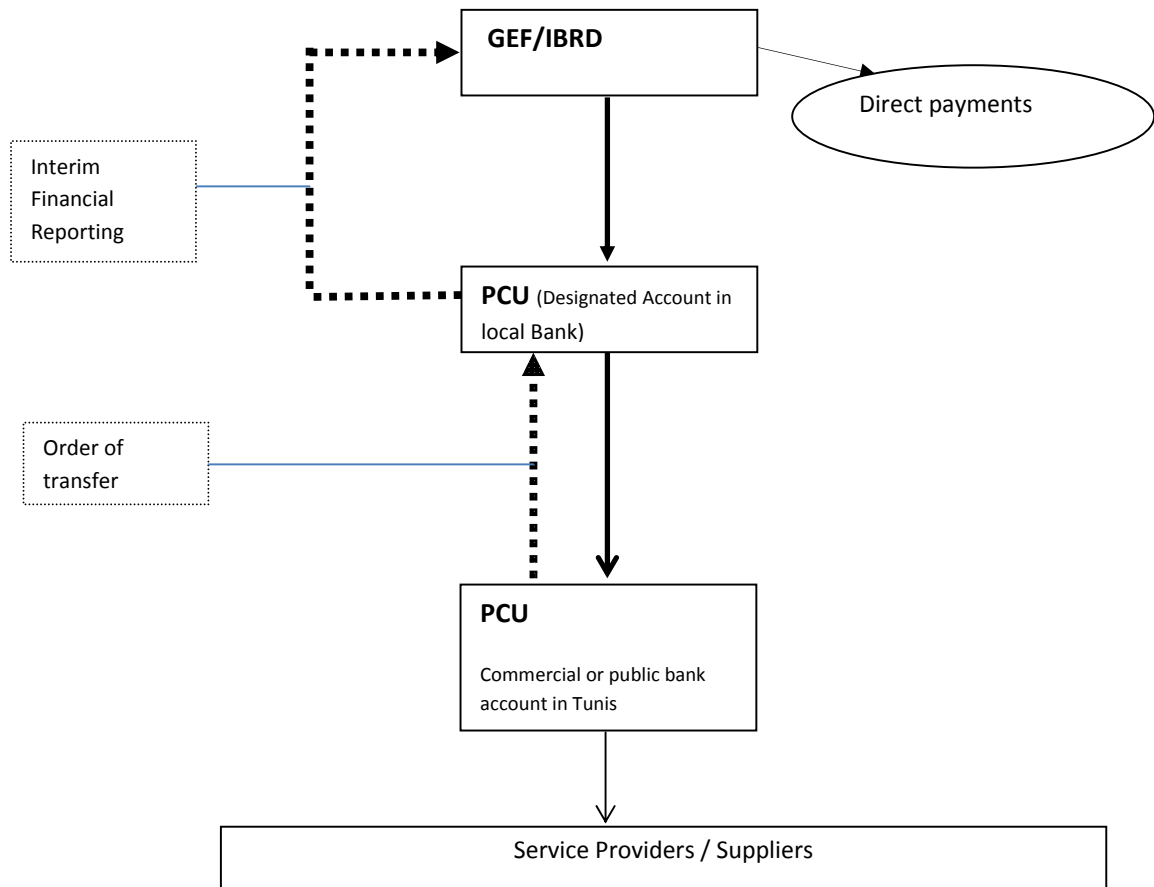 GEF/IBRD
Direct payments
Interim
Financial
Reporting
PCU (Designated Account in
local Bank)
Order of
transfer
PCU
Commercial or public bank
account in Tunis
Service Providers / Suppliers